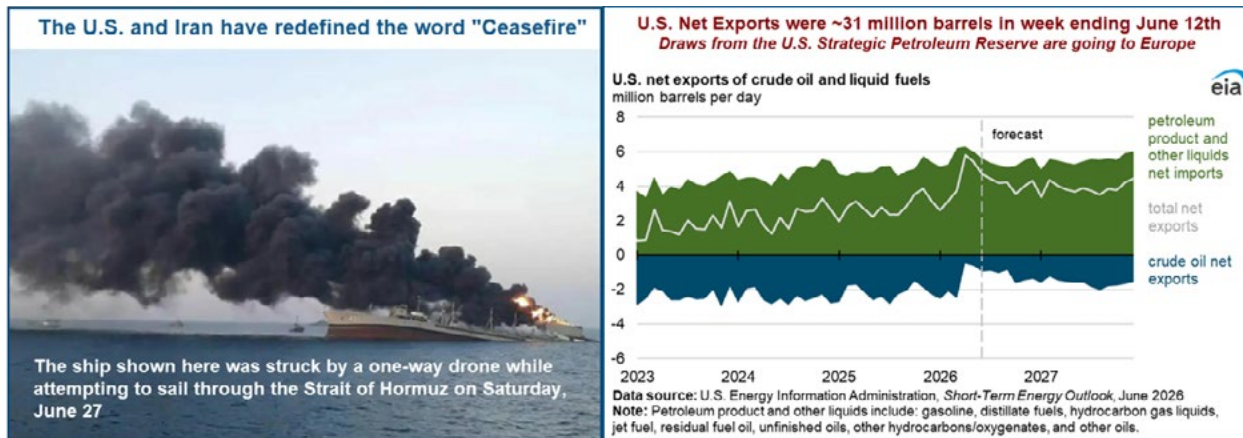 The U.S. and Iran have redefined the word "Ceasefire"
The ship shown here was struck by a one-way drone while
attempting to sail through the Strait of Hormuz on Saturday,
June 27
U.S. Net Exports were ~31 million barrels in week ending June 12th
Draws from the U.S. Strategic Petroleum Reserve are going to Europe
U.S. net exports of crude oil and liquid fuels
million barrels per day
eia
8
6
4
2
0
-2
-4
-6
forecast
petroleum
product and
other liquids
net imports
total net
exports
crude oil net
exports
2023
2024
2025
2026
2027
Data source: U.S. Energy Information Administration, Short-Term Energy Outlook, June 2026
Note: Petroleum product and other liquids include: gasoline, distillate fuels, hydrocarbon gas liquids,
jet fuel, residual fuel oil, unfinished oils, other hydrocarbons/oxygenates, and other oils.